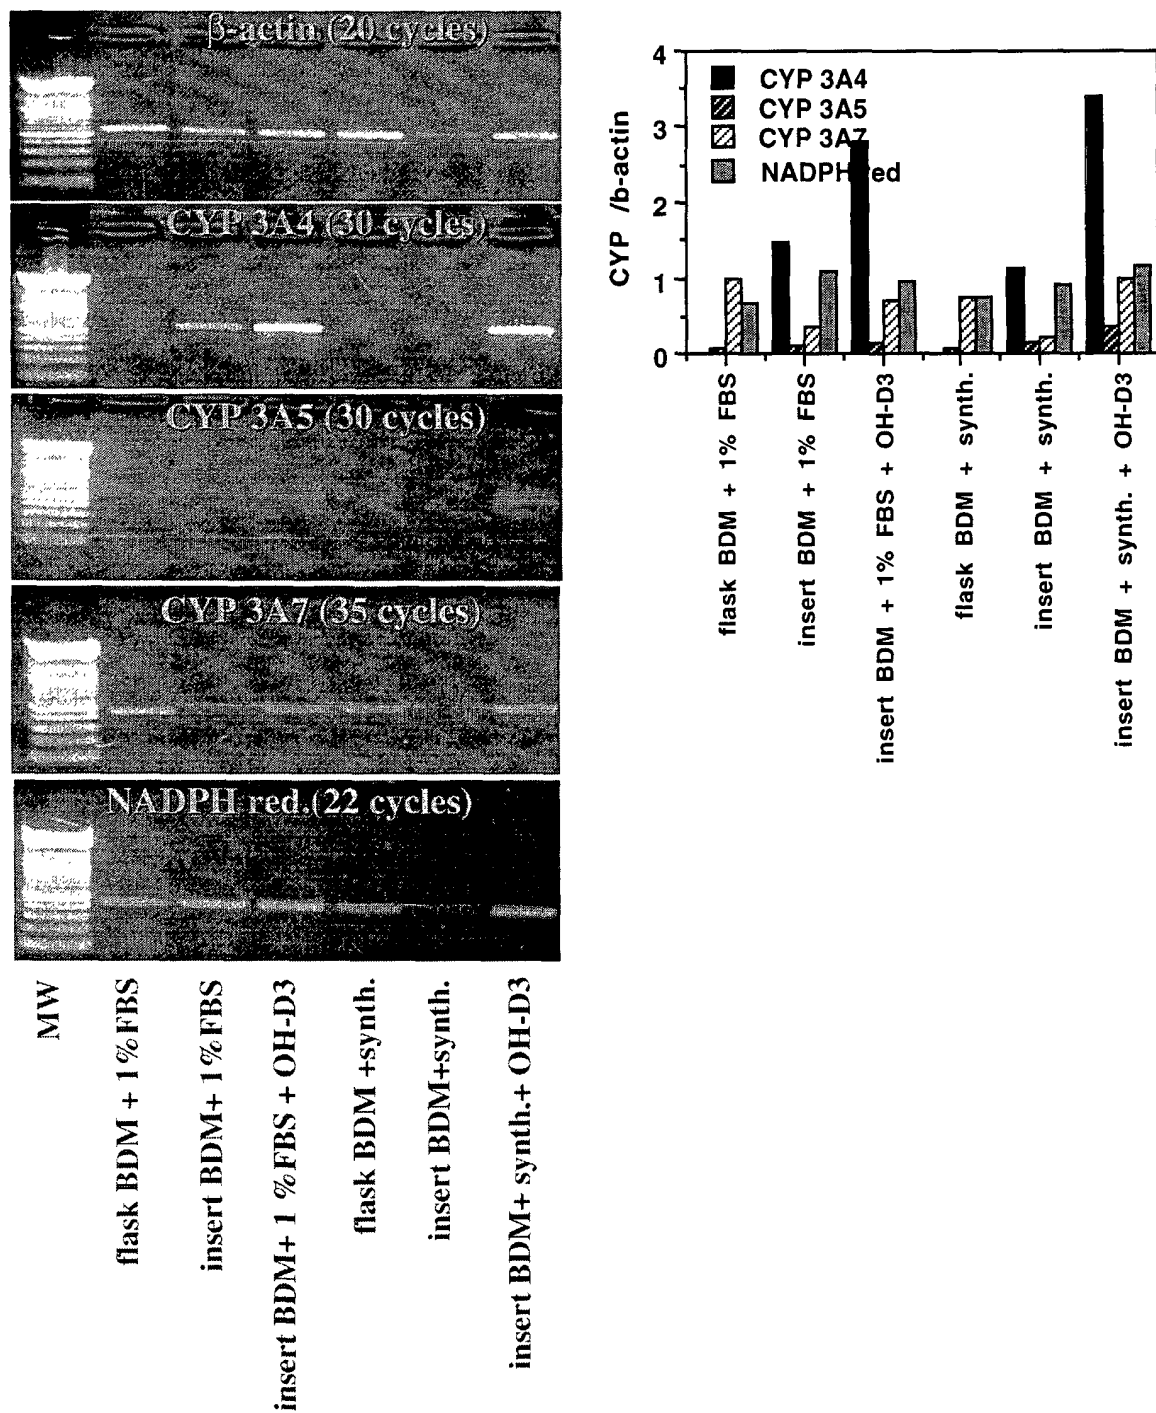 β-actin (20 cycles)
CYP 3A4 (30 cycles)
CYP 3A5 (30 cycles)
CYP 3A7 (35 cycles)
NADPH red.(22 cycles)
MW
flask BDM + 1%FBS
insert BDM+ 1%FBS
insert BDM+ 1 %FBS + OH-D3
flask BDM +synth.
insert BDM+synth.
insert BDM+ synth.+ OH-D3
CYP /b-actin
4
3
2
1
0
CYP 3A4
CYP 3A5
CYP 3A7
NADPH red
flask BDM + 1% FBS
insert BDM + 1% FBS
insert BDM + 1% FBS + OH-D3
flask BDM + synth.
insert BDM + synth.
insert BDM + synth. + OH-D3